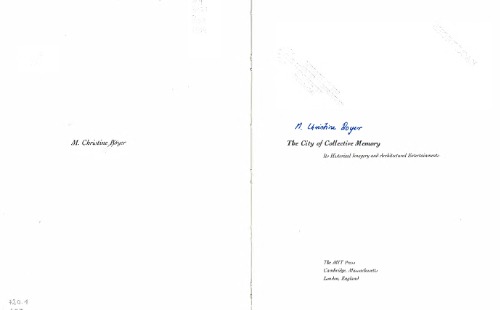 M. Christine Boyer
M. Christine Boyer
The City of Collective Memory
Its Historical Imagery and Architectural Entertainments
The MIT Press
Cambridge, Massachusetts
London, England